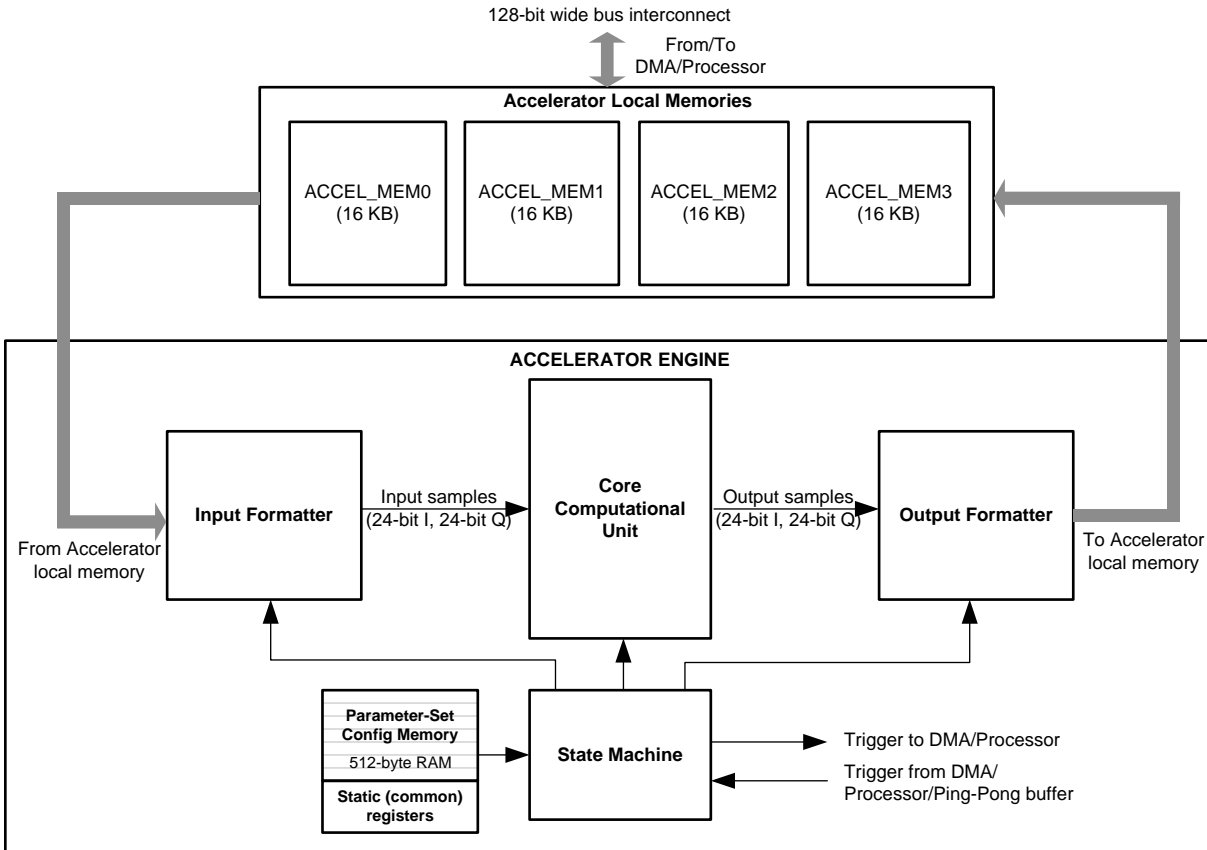 128-bit wide bus interconnect
From/To
DMA/Processor
Accelerator Local Memories
ACCEL_MEM0
(16 KB)
ACCEL_MEM1
(16 KB)
ACCEL_MEM2
(16 KB)
ACCEL_MEM3
(16 KB)
ACCELERATOR ENGINE
Input Formatter
Input samples
(24-bit I, 24-bit Q)
Core
Computational
Unit
Output samples
(24-bit I, 24-bit Q)
Output Formatter
From Accelerator
local memory
To Accelerator
local memory
Parameter-Set
Config Memory
512-byte RAM
Static (common)
registers
State Machine
Trigger to DMA/Processor
Trigger from DMA/
Processor/Ping-Pong buffer